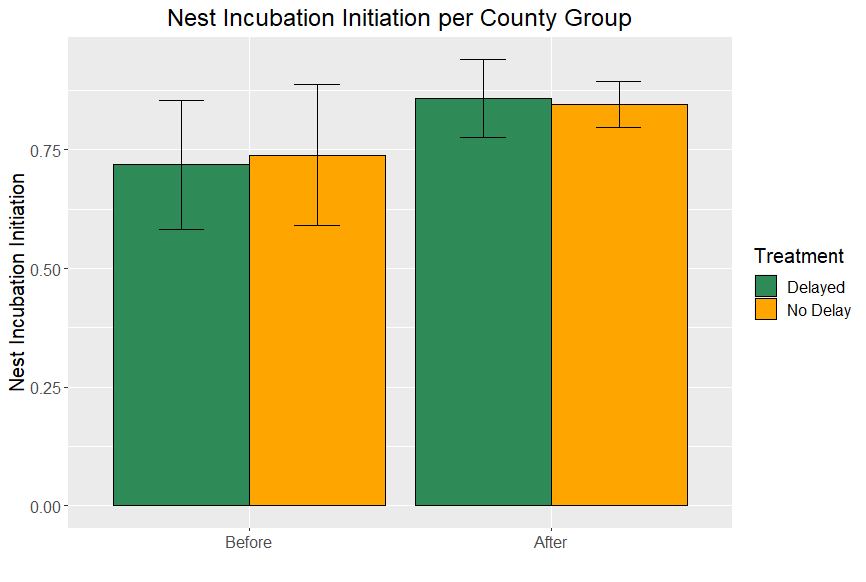 Nest Incubation Initiation per County Group
Nest Incubation Initiation
0.75
0.50
0.25
0.00
Before
After
Treatment
Delayed
No Delay